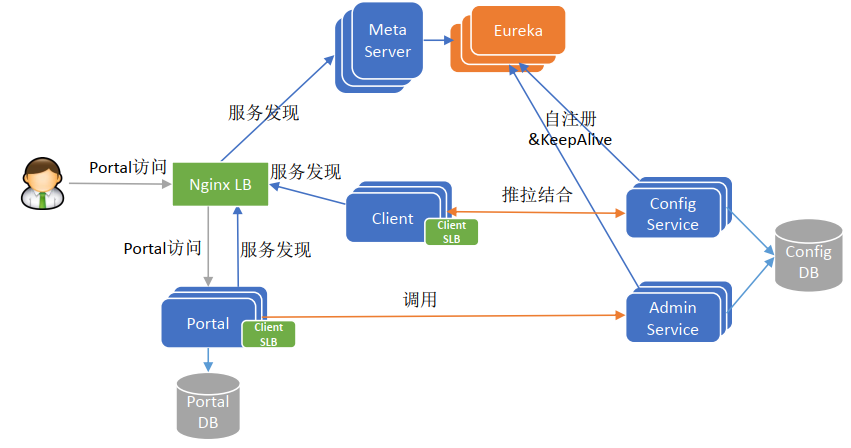 Meta
Server
Eureka
服务发现
自注册
&KeepAlive
Portal访问
Nginx LB
服务发现
Client
Client
SLB
推拉结合
Config
Service
Portal访问
服务发现
Config
DB
Portal
Client
SLB
调用
Admin
Service
Portal
DB